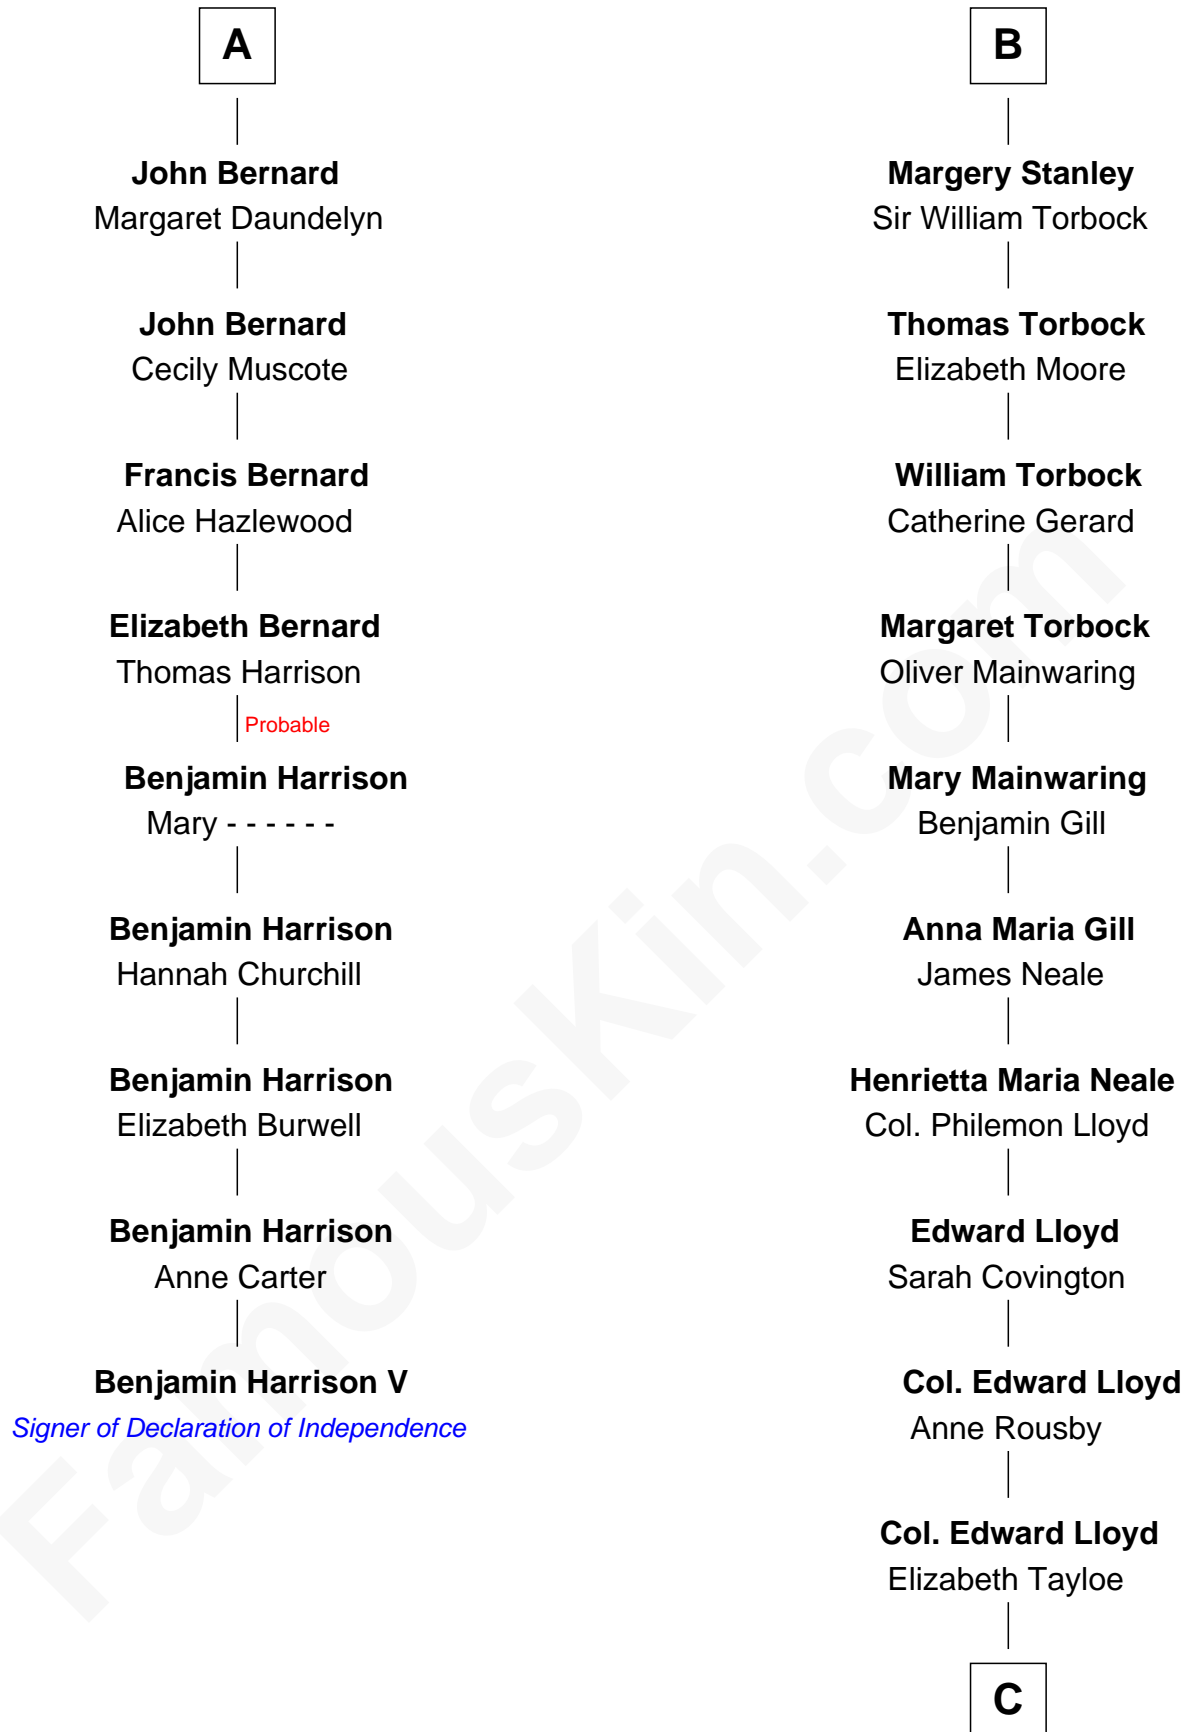 A
John Bernard
Margaret Daundelyn
John Bernard
Cecily Muscote
Francis Bernard
Alice Hazlewood
Elizabeth Bernard
Thomas Harrison
Probable
Benjamin Harrison
Mary - - - - - -
Benjamin Harrison
Hannah Churchill
Benjamin Harrison
Elizabeth Burwell
Benjamin Harrison
Anne Carter
Benjamin Harrison V
Signer of Declaration of Independence
B
Margery Stanley
Sir William Torbock
Thomas Torbock
Elizabeth Moore
William Torbock
Catherine Gerard
Margaret Torbock
Oliver Mainwaring
Mary Mainwaring
Benjamin Gill
Anna Maria Gill
James Neale
Henrietta Maria Neale
Col. Philemon Lloyd
Edward Lloyd
Sarah Covington
Col. Edward Lloyd
Anne Rousby
Col. Edward Lloyd
Elizabeth Tayloe
C
FamousKin.com